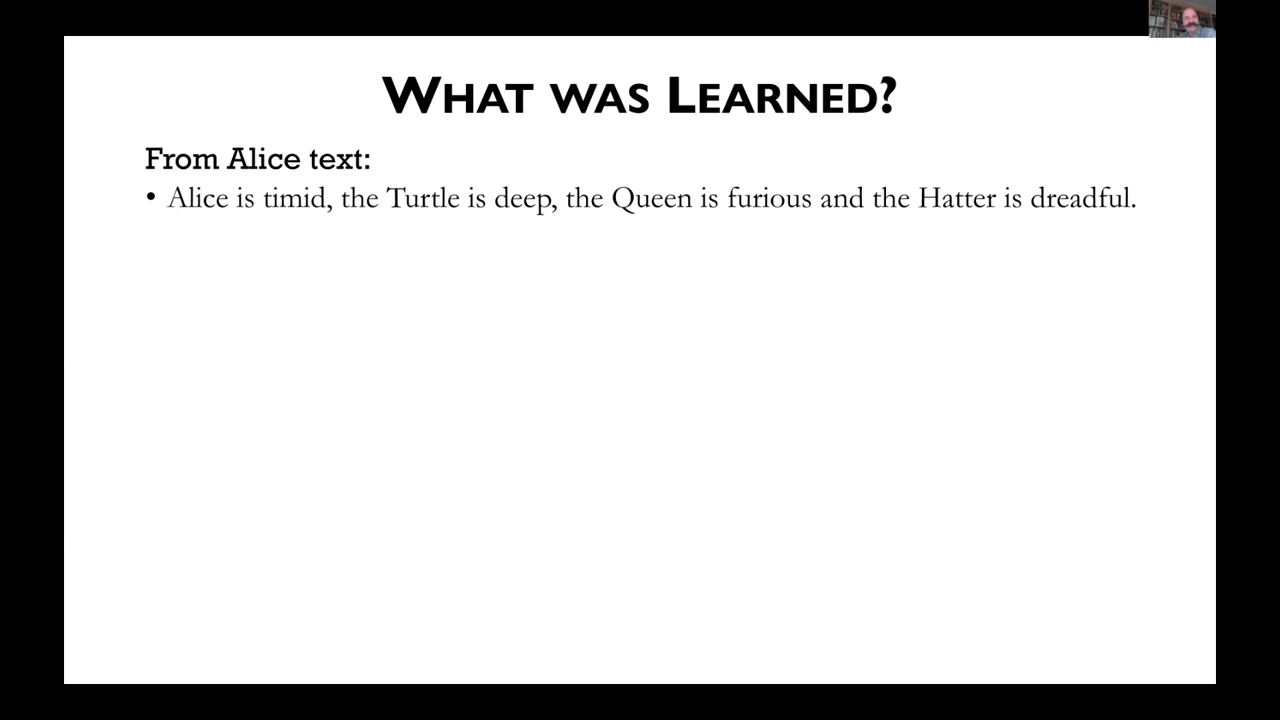 WHAT WAS LEARNED?
From Alice text:
• Alice is timid, the Turtle is deep, the Queen is furious and the Hatter is dreadful.